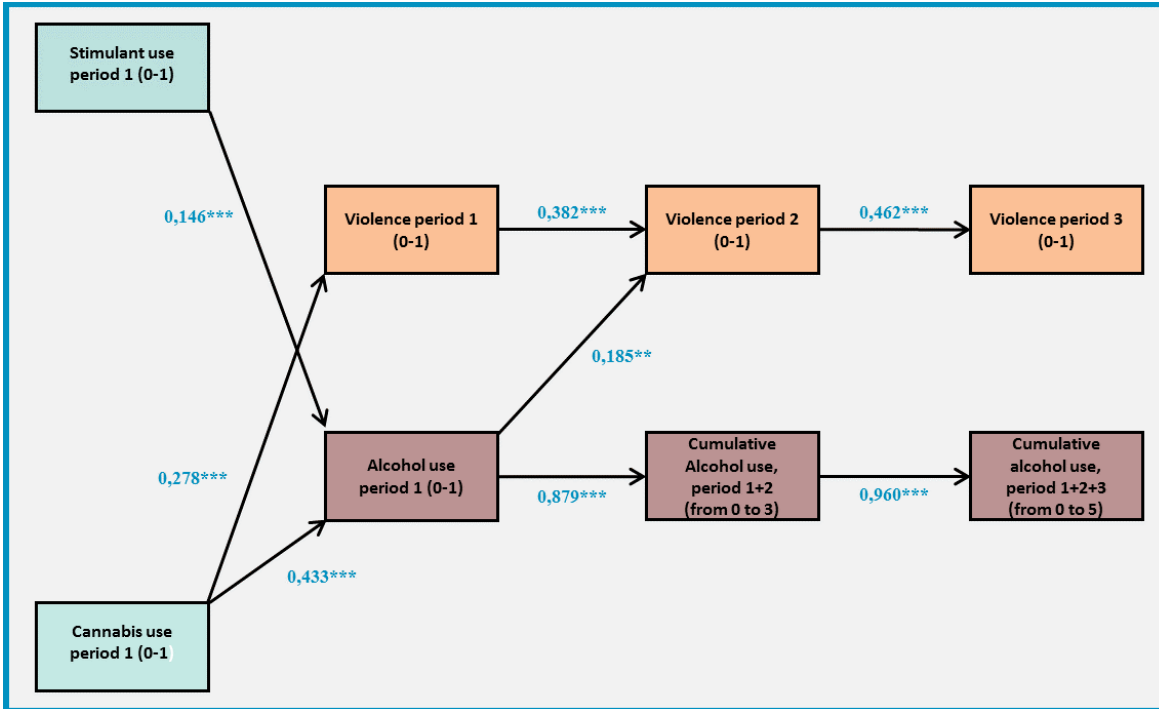 Stimulant use
period 1 (0-1)
0,146***
Violence period 1
(0-1)
0,382***
Violence period 2
(0-1)
0,462***
Violence period 3
(0-1)
0,185**
0,278***
Alcohol use
period 1 (0-1)
0,879***
Cumulative
Alcohol use,
period 1+2
(from 0 to 3)
0,960***
Cumulative
alcohol use,
period 1+2+3
(from 0 to 5)
0,433***
Cannabis use
period 1 (0-1)